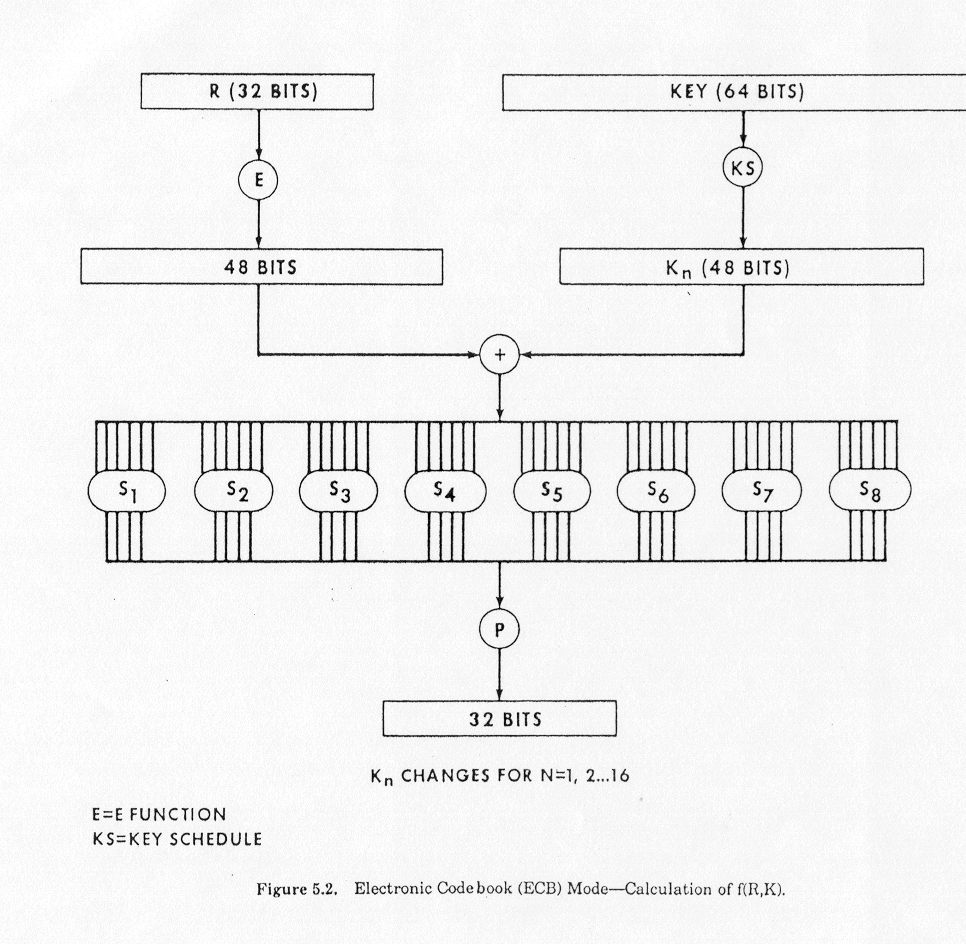 R (32 BITS)
KEY (64 BITS)
E
KS
48 BITS
Kn (48 BITS)
+
S1 S2 S3 S4 S5 S6 S7 S8
P
32 BITS
Kn CHANGES FOR N=1, 2...16
E=E FUNCTION
KS=KEY SCHEDULE
Figure 5.2. Electronic Codebook (ECB) Mode—Calculation of f(R,K).